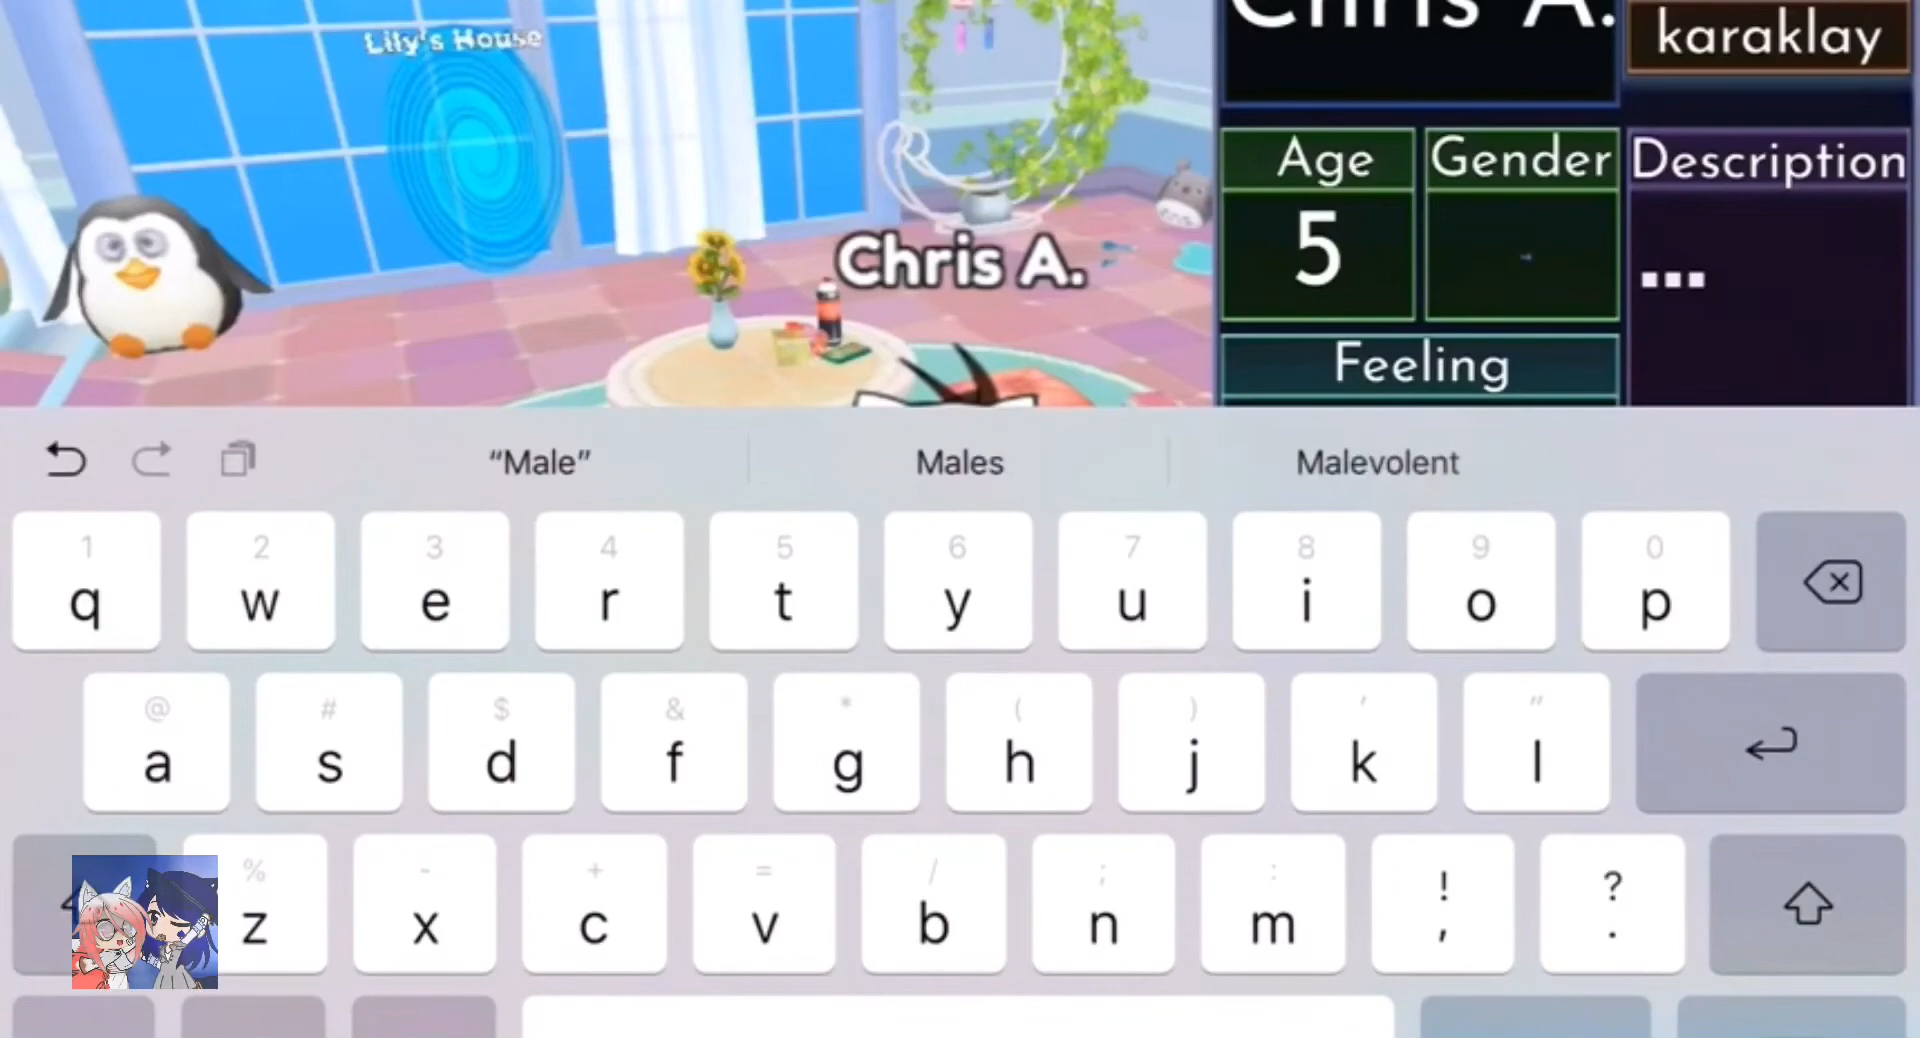 Lily's House
Chris A.
Chris A.
karaklay
Age
Gender
Description
5
-
...
Feeling
“Male”
Males
Malevolent
1 2 3 4 5 6 7 8 9 0
q w e r t y u i o p
@ # $ & * ( ) ' "
a s d f g h j k l
% - + = / ; : ! ?
z x c v b n m , .